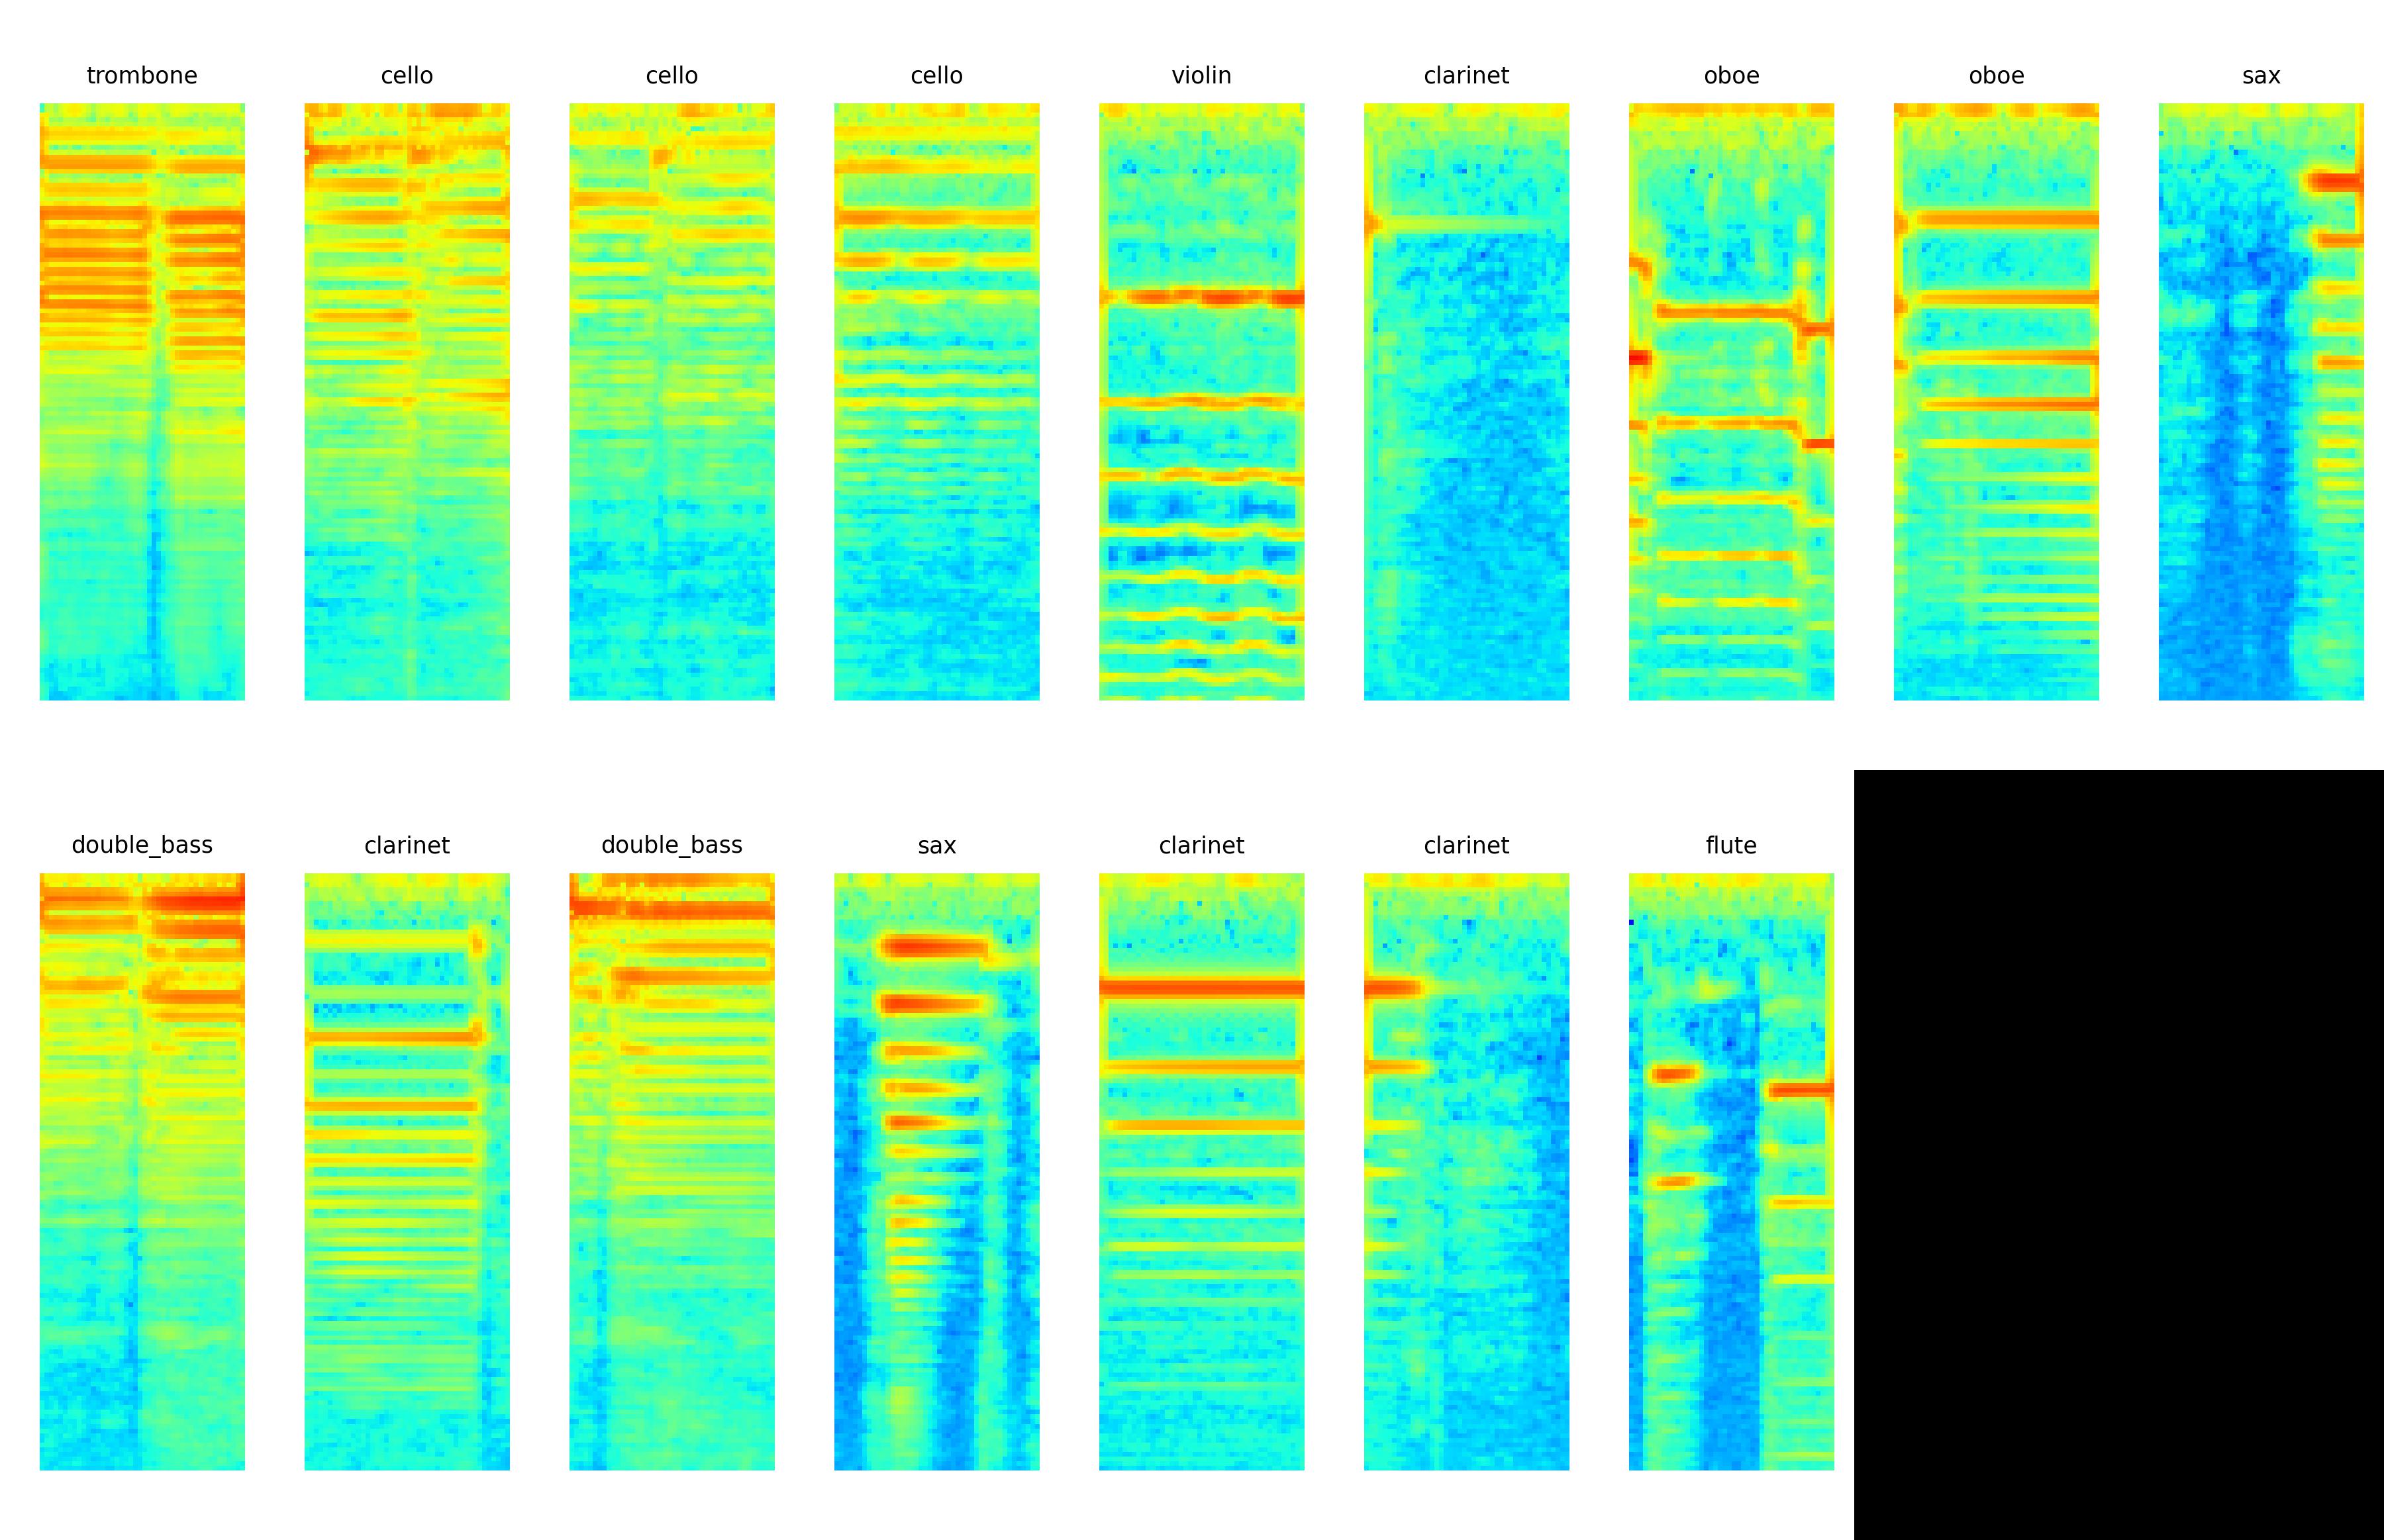 trombone cello cello cello violin clarinet oboe oboe sax
double_bass clarinet double_bass sax clarinet clarinet flute